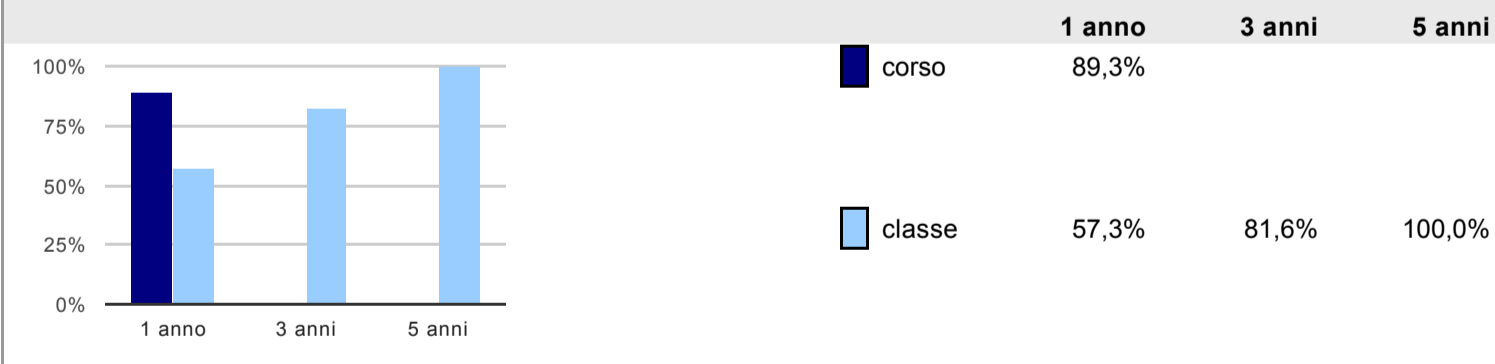 1 anno 3 anni 5 anni
100%
75%
50%
25%
0%
1 anno 3 anni 5 anni
corso 89,3%
classe 57,3% 81,6% 100,0%